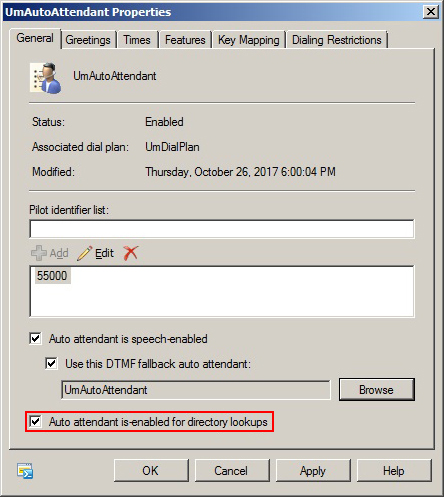 UmAutoAttendant Properties
General Greetings Times Features Key Mapping Dialing Restrictions
UmAutoAttendant
Status: Enabled
Associated dial plan: UmDialPlan
Modified: Thursday, October 26, 2017 6:00:04 PM
Pilot identifier list:
Add Edit
55000
Auto attendant is speech-enabled
Use this DTMF fallback auto attendant:
UmAutoAttendant Browse
Auto attendant is-enabled for directory lookups
OK Cancel Apply Help